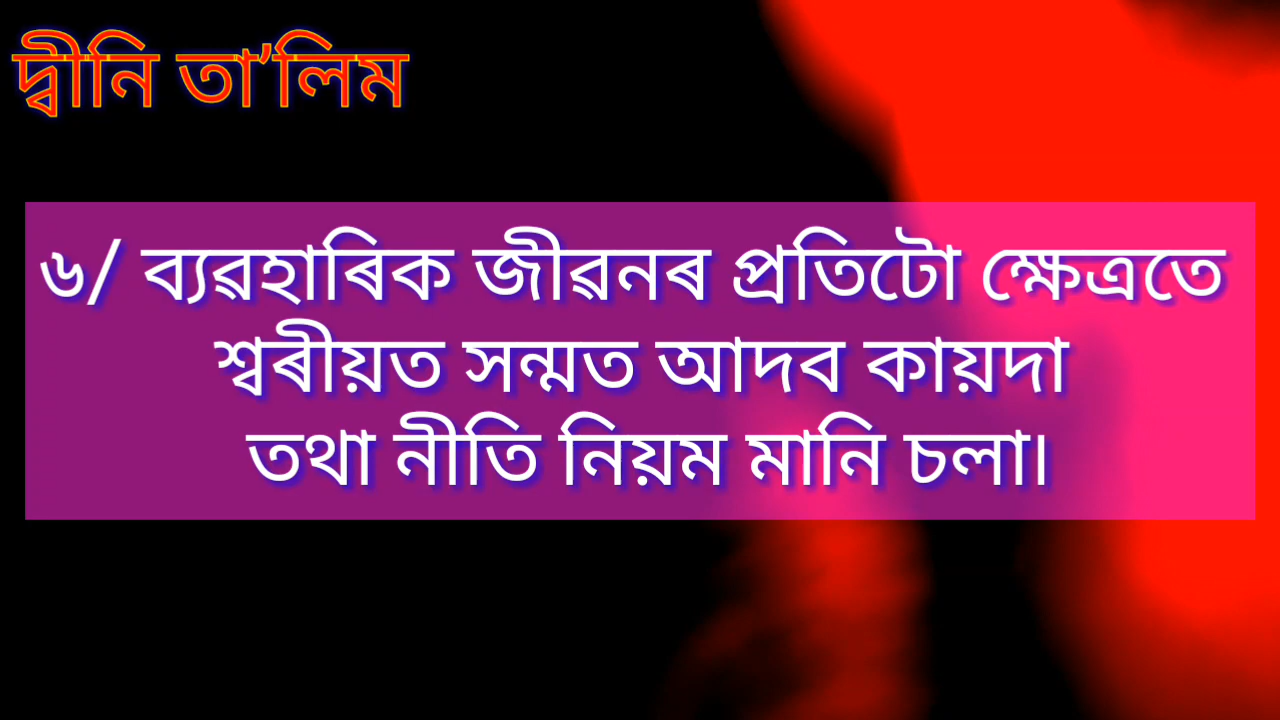 দ্বীনি তা’লিম
৬/ ব্যৱহাৰিক জীৱনৰ প্ৰতিটো ক্ষেত্ৰতে
শ্বৰীয়ত সন্মত আদব কায়দা
তথা নীতি নিয়ম মানি চলা।